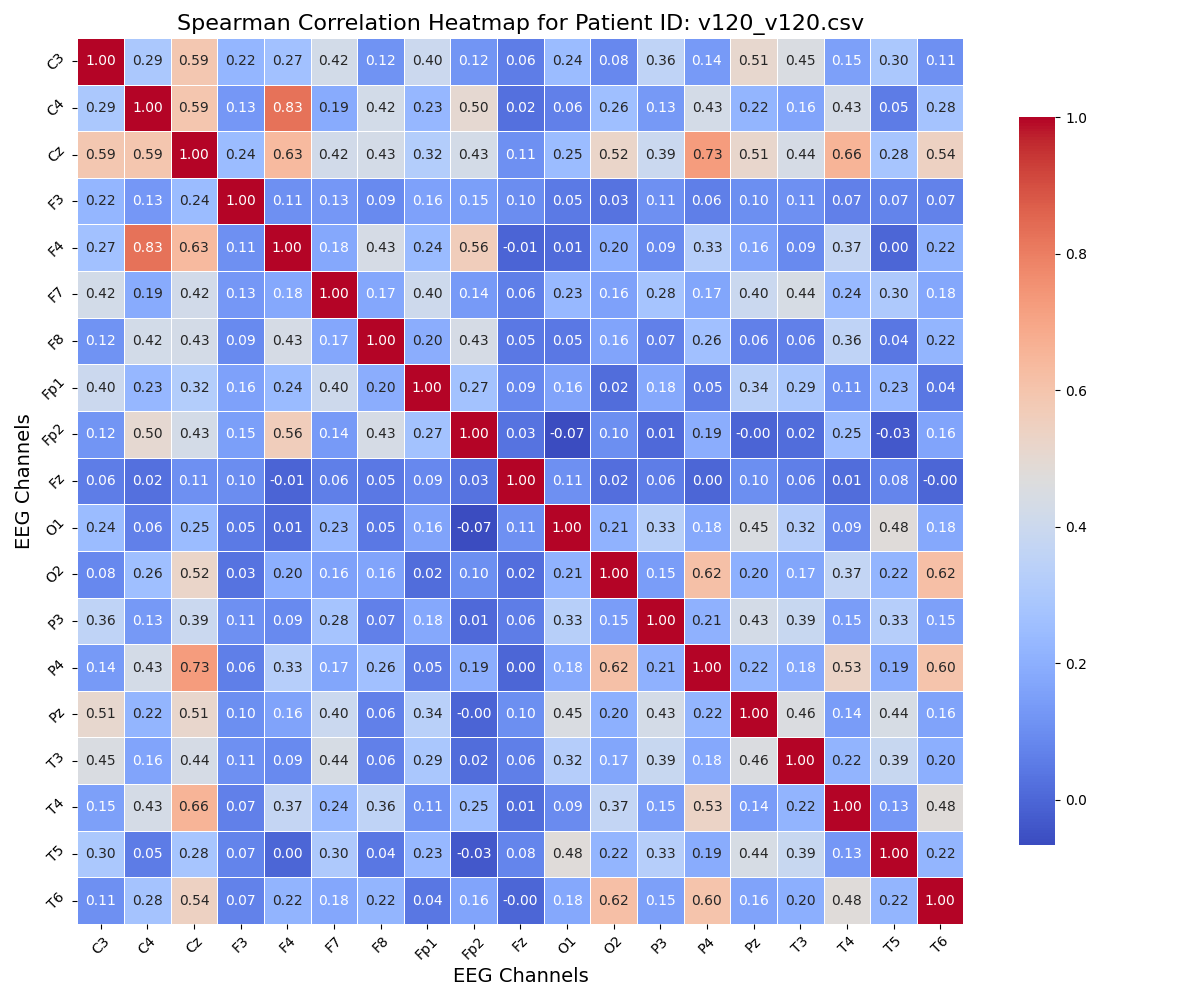 Spearman Correlation Heatmap for Patient ID: v120_v120.csv
EEG Channels
C3 1.00 0.29 0.59 0.22 0.27 0.42 0.12 0.40 0.12 0.06 0.24 0.08 0.36 0.14 0.51 0.45 0.15 0.30 0.11
C4 0.29 1.00 0.59 0.13 0.83 0.19 0.42 0.23 0.50 0.02 0.06 0.26 0.13 0.43 0.22 0.16 0.43 0.05 0.28
Cz 0.59 0.59 1.00 0.24 0.63 0.42 0.43 0.32 0.43 0.11 0.25 0.52 0.39 0.73 0.51 0.44 0.66 0.28 0.54
F3 0.22 0.13 0.24 1.00 0.11 0.13 0.09 0.16 0.15 0.10 0.05 0.03 0.11 0.06 0.10 0.11 0.07 0.07 0.07
F4 0.27 0.83 0.63 0.11 1.00 0.18 0.43 0.24 0.56 -0.01 0.01 0.20 0.09 0.33 0.16 0.09 0.37 0.00 0.22
F7 0.42 0.19 0.42 0.13 0.18 1.00 0.17 0.40 0.14 0.06 0.23 0.16 0.28 0.17 0.40 0.44 0.24 0.30 0.18
F8 0.12 0.42 0.43 0.09 0.43 0.17 1.00 0.20 0.43 0.05 0.05 0.16 0.07 0.26 0.06 0.06 0.36 0.04 0.22
Fp1 0.40 0.23 0.32 0.16 0.24 0.40 0.20 1.00 0.27 0.09 0.16 0.02 0.18 0.05 0.34 0.29 0.11 0.23 0.04
Fp2 0.12 0.50 0.43 0.15 0.56 0.14 0.43 0.27 1.00 0.03 -0.07 0.10 0.01 0.19 -0.00 0.02 0.25 -0.03 0.16
Fz 0.06 0.02 0.11 0.10 -0.01 0.06 0.05 0.09 0.03 1.00 0.11 0.02 0.06 0.00 0.10 0.06 0.01 0.08 -0.00
O1 0.24 0.06 0.25 0.05 0.01 0.23 0.05 0.16 -0.07 0.11 1.00 0.21 0.33 0.18 0.45 0.32 0.09 0.48 0.18
O2 0.08 0.26 0.52 0.03 0.20 0.16 0.16 0.02 0.10 0.02 0.21 1.00 0.15 0.62 0.20 0.17 0.37 0.22 0.62
P3 0.36 0.13 0.39 0.11 0.09 0.28 0.07 0.18 0.01 0.06 0.33 0.15 1.00 0.21 0.43 0.39 0.15 0.33 0.15
P4 0.14 0.43 0.73 0.06 0.33 0.17 0.26 0.05 0.19 0.00 0.18 0.62 0.21 1.00 0.22 0.18 0.53 0.19 0.60
Pz 0.51 0.22 0.51 0.10 0.16 0.40 0.06 0.34 -0.00 0.10 0.45 0.20 0.43 0.22 1.00 0.46 0.14 0.44 0.16
T3 0.45 0.16 0.44 0.11 0.09 0.44 0.06 0.29 0.02 0.06 0.32 0.17 0.39 0.18 0.46 1.00 0.22 0.39 0.20
T4 0.15 0.43 0.66 0.07 0.37 0.24 0.36 0.11 0.25 0.01 0.09 0.37 0.15 0.53 0.14 0.22 1.00 0.13 0.48
T5 0.30 0.05 0.28 0.07 0.00 0.30 0.04 0.23 -0.03 0.08 0.48 0.22 0.33 0.19 0.44 0.39 0.13 1.00 0.22
T6 0.11 0.28 0.54 0.07 0.22 0.18 0.22 0.04 0.16 -0.00 0.18 0.62 0.15 0.60 0.16 0.20 0.48 0.22 1.00
C3 C4 Cz F3 F4 F7 F8 Fp1 Fp2 Fz O1 O2 P3 P4 Pz T3 T4 T5 T6
EEG Channels
1.0
0.8
0.6
0.4
0.2
0.0